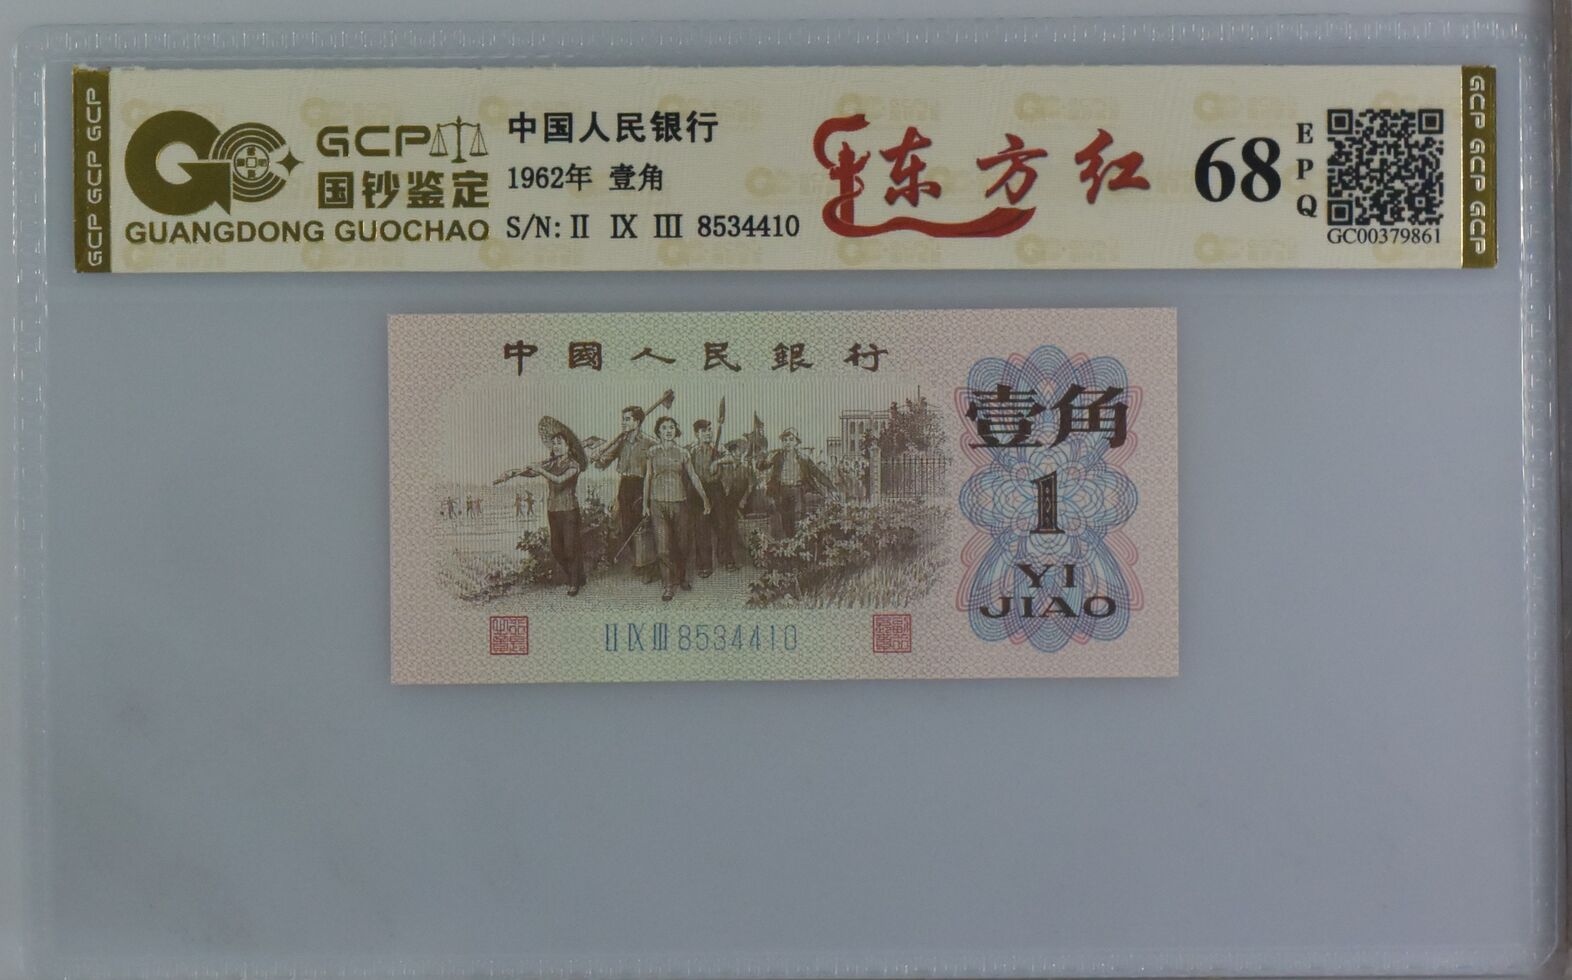 GCP GCP GCP
GCP
国钞鉴定
GUANGDONG GUOCHAO
中国人民银行
1962年 壹角
S/N: II IX III 8534410
东方红
68
EPQ
GC00379861
GCP GCP GCP
中國人民銀行
壹角
1
YI
JIAO
II IX III 8534410